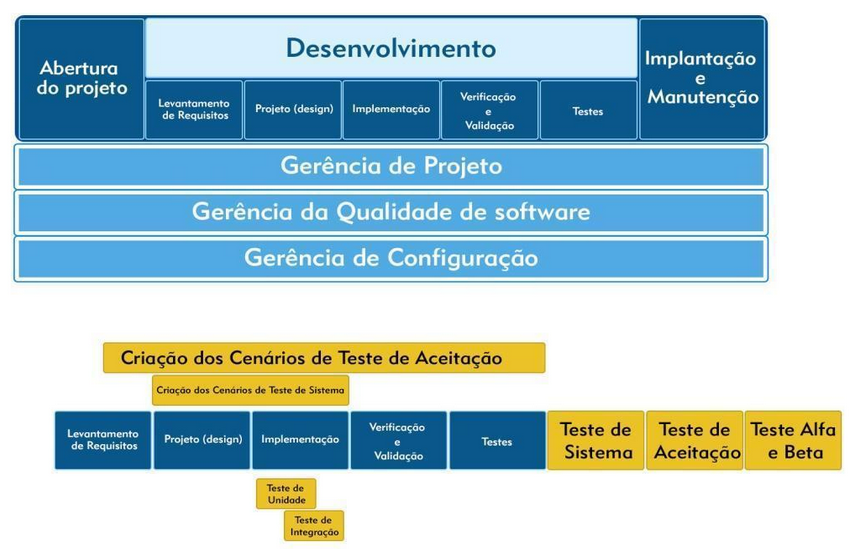 Abertura
do projeto
Desenvolvimento
Implantação
e
Manutenção
Levantamento
de Requisitos
Projeto (design)
Implementação
Verificação
e
Validação
Testes
Gerência de Projeto
Gerência da Qualidade de software
Gerência de Configuração
Criação dos Cenários de Teste de Aceitação
Criação dos Cenários de Teste de Sistema
Levantamento
de Requisitos
Projeto (design)
Implementação
Verificação
e
Validação
Testes
Teste de
Sistema
Teste de
Aceitação
Teste Alfa
e Beta
Teste de
Unidade
Teste de
Integração